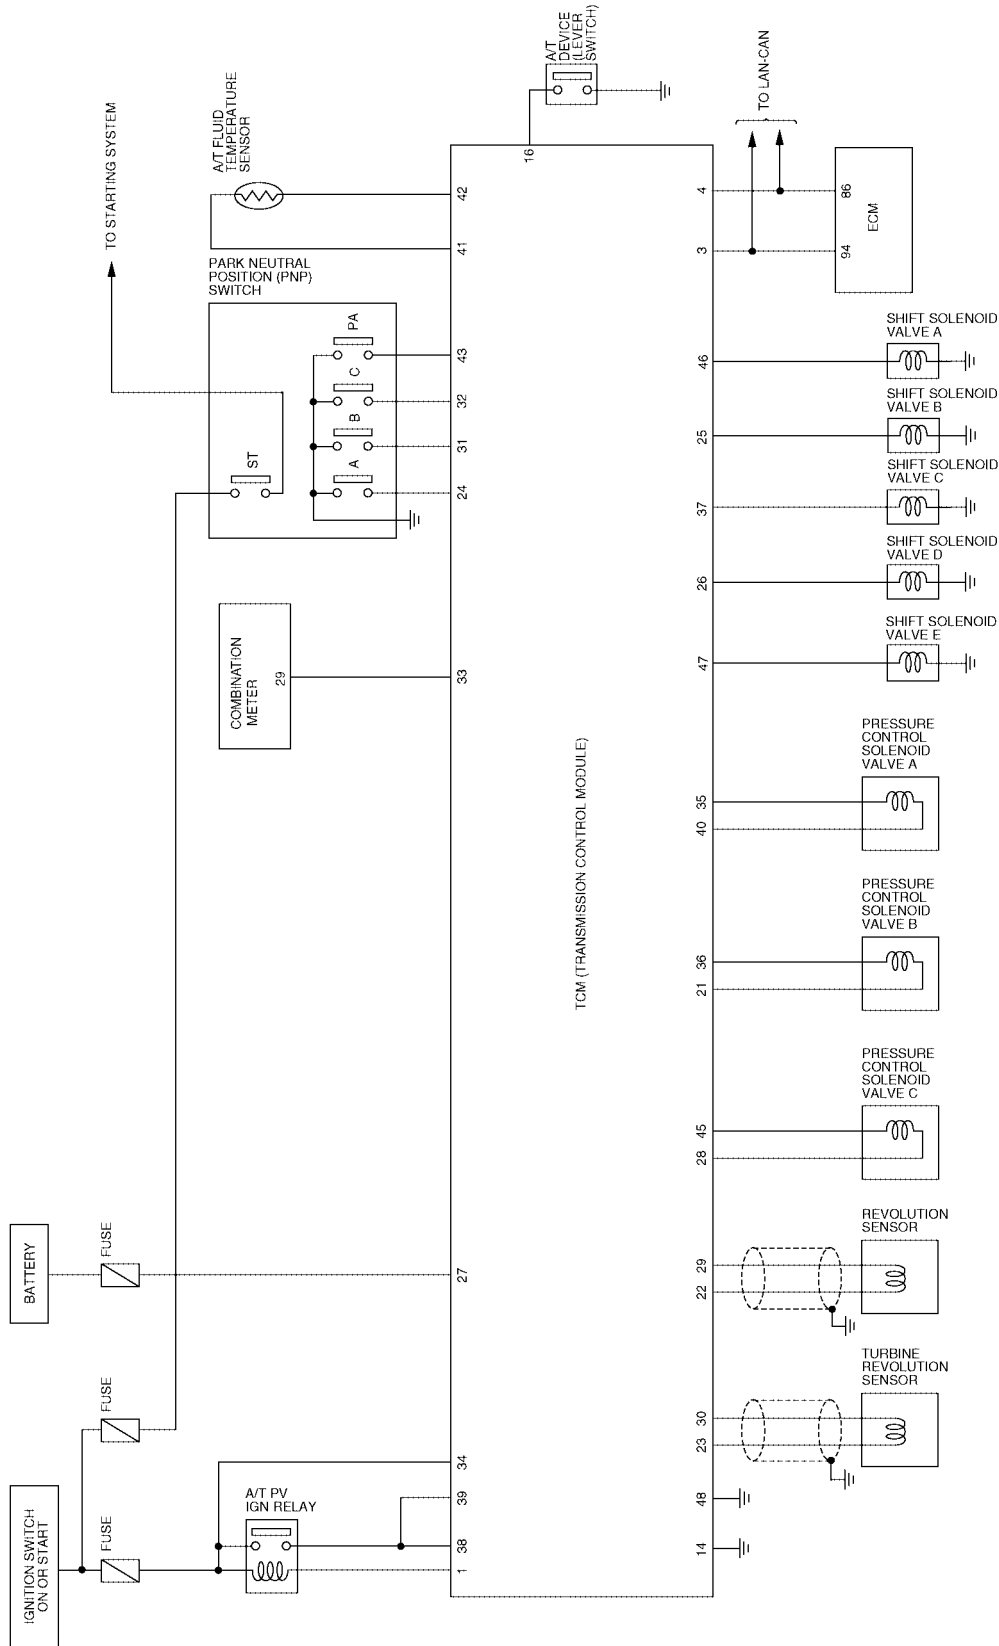 A/T
DEVICE
(LEVER
SWITCH)
16
TO LAN-CAN
TO STARTING SYSTEM
A/T FLUID
TEMPERATURE
SENSOR
42
41
4
3
86
94
ECM
PARK NEUTRAL
POSITION (PNP)
SWITCH
PA
C
B
A
ST
43
32
31
24
46
25
37
26
47
SHIFT SOLENOID
VALVE A
SHIFT SOLENOID
VALVE B
SHIFT SOLENOID
VALVE C
SHIFT SOLENOID
VALVE D
SHIFT SOLENOID
VALVE E
COMBINATION
METER
29
33
TCM (TRANSMISSION CONTROL MODULE)
PRESSURE
CONTROL
SOLENOID
VALVE A
35
40
PRESSURE
CONTROL
SOLENOID
VALVE B
36
21
PRESSURE
CONTROL
SOLENOID
VALVE C
45
28
BATTERY
FUSE
27
REVOLUTION
SENSOR
29
22
FUSE
TURBINE
REVOLUTION
SENSOR
30
23
IGNITION SWITCH
ON OR START
FUSE
A/T PV
IGN RELAY
34
39
38
1
48
14